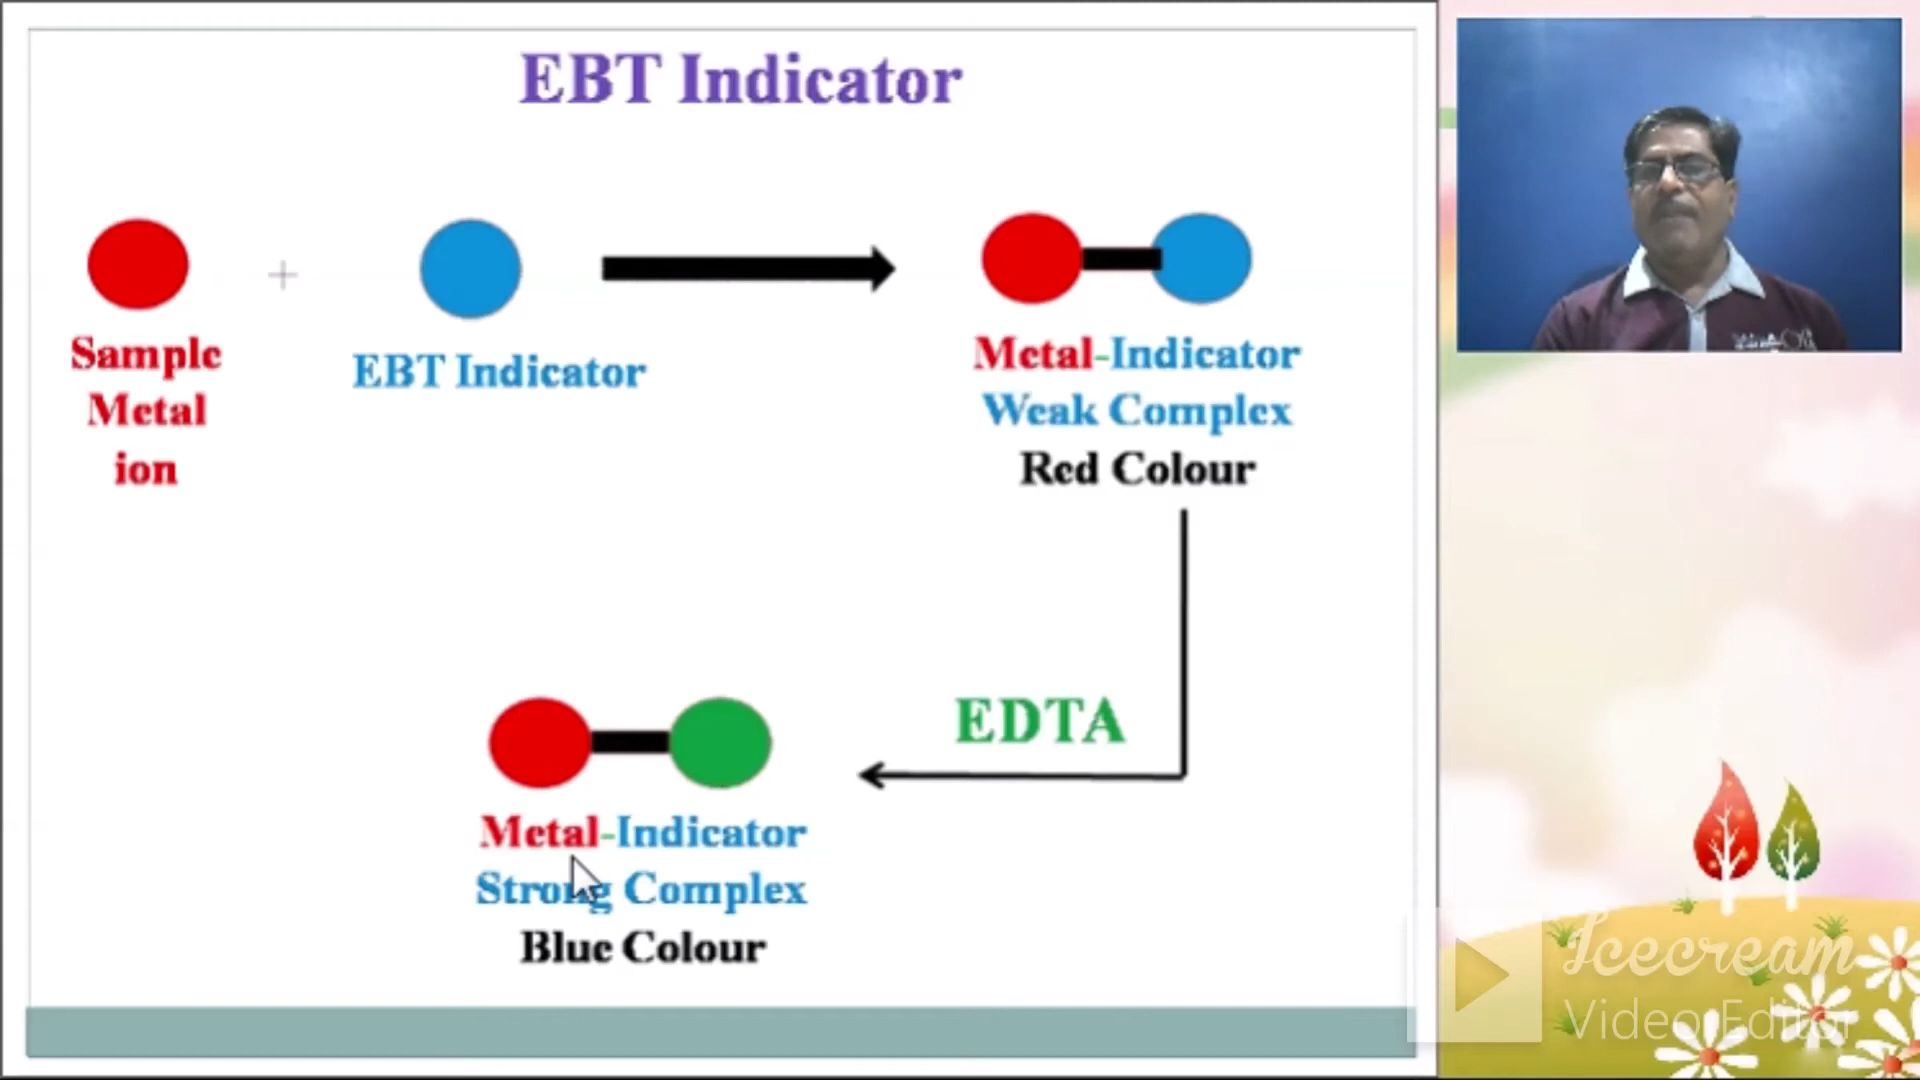 EBT Indicator
+
Sample
Metal
ion
EBT Indicator
Metal-Indicator
Weak Complex
Red Colour
EDTA
Metal-Indicator
Strong Complex
Blue Colour
Icecream
Video Editor